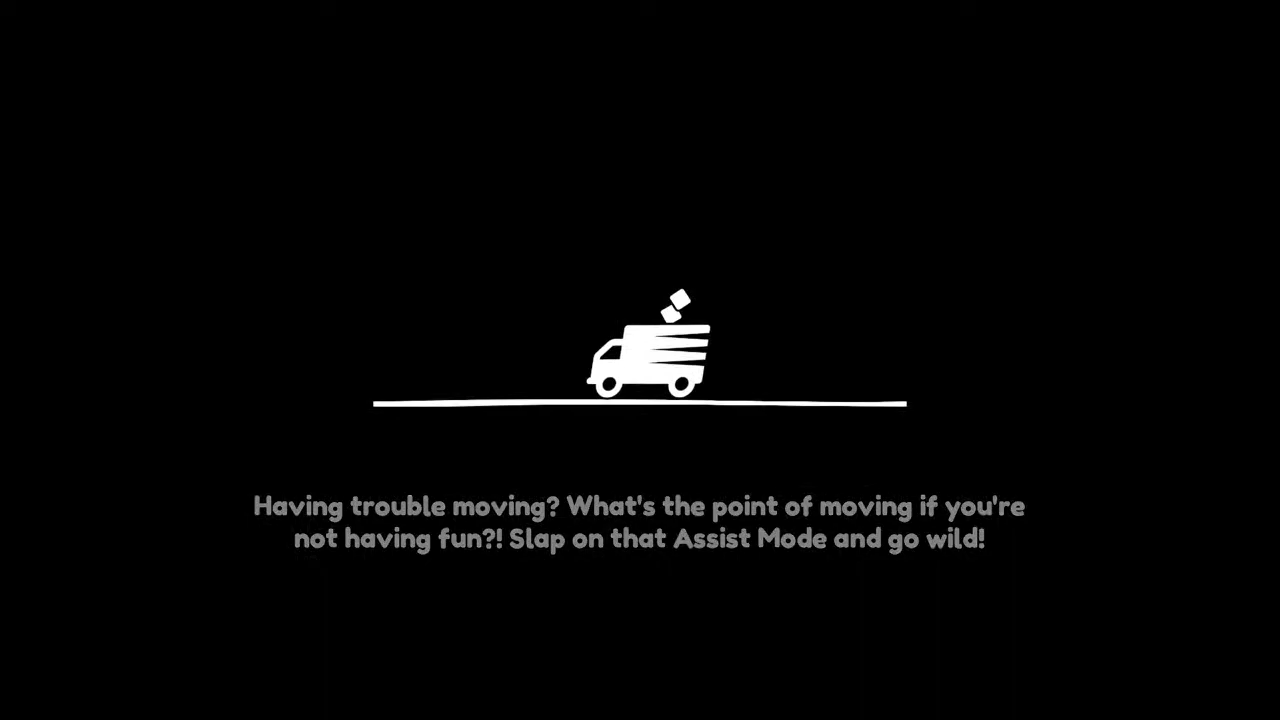 Having trouble moving? What's the point of moving if you're
not having fun?! Slap on that Assist Mode and go wild!